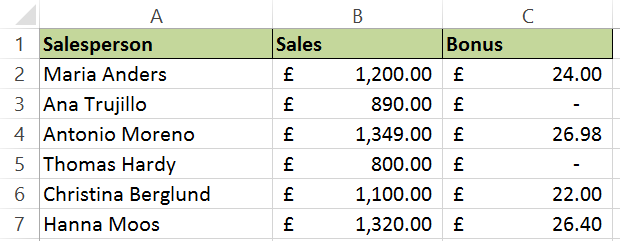 A B C
1 Salesperson Sales Bonus
2 Maria Anders £ 1,200.00 £ 24.00
3 Ana Trujillo £ 890.00 £ -
4 Antonio Moreno £ 1,349.00 £ 26.98
5 Thomas Hardy £ 800.00 £ -
6 Christina Berglund £ 1,100.00 £ 22.00
7 Hanna Moos £ 1,320.00 £ 26.40